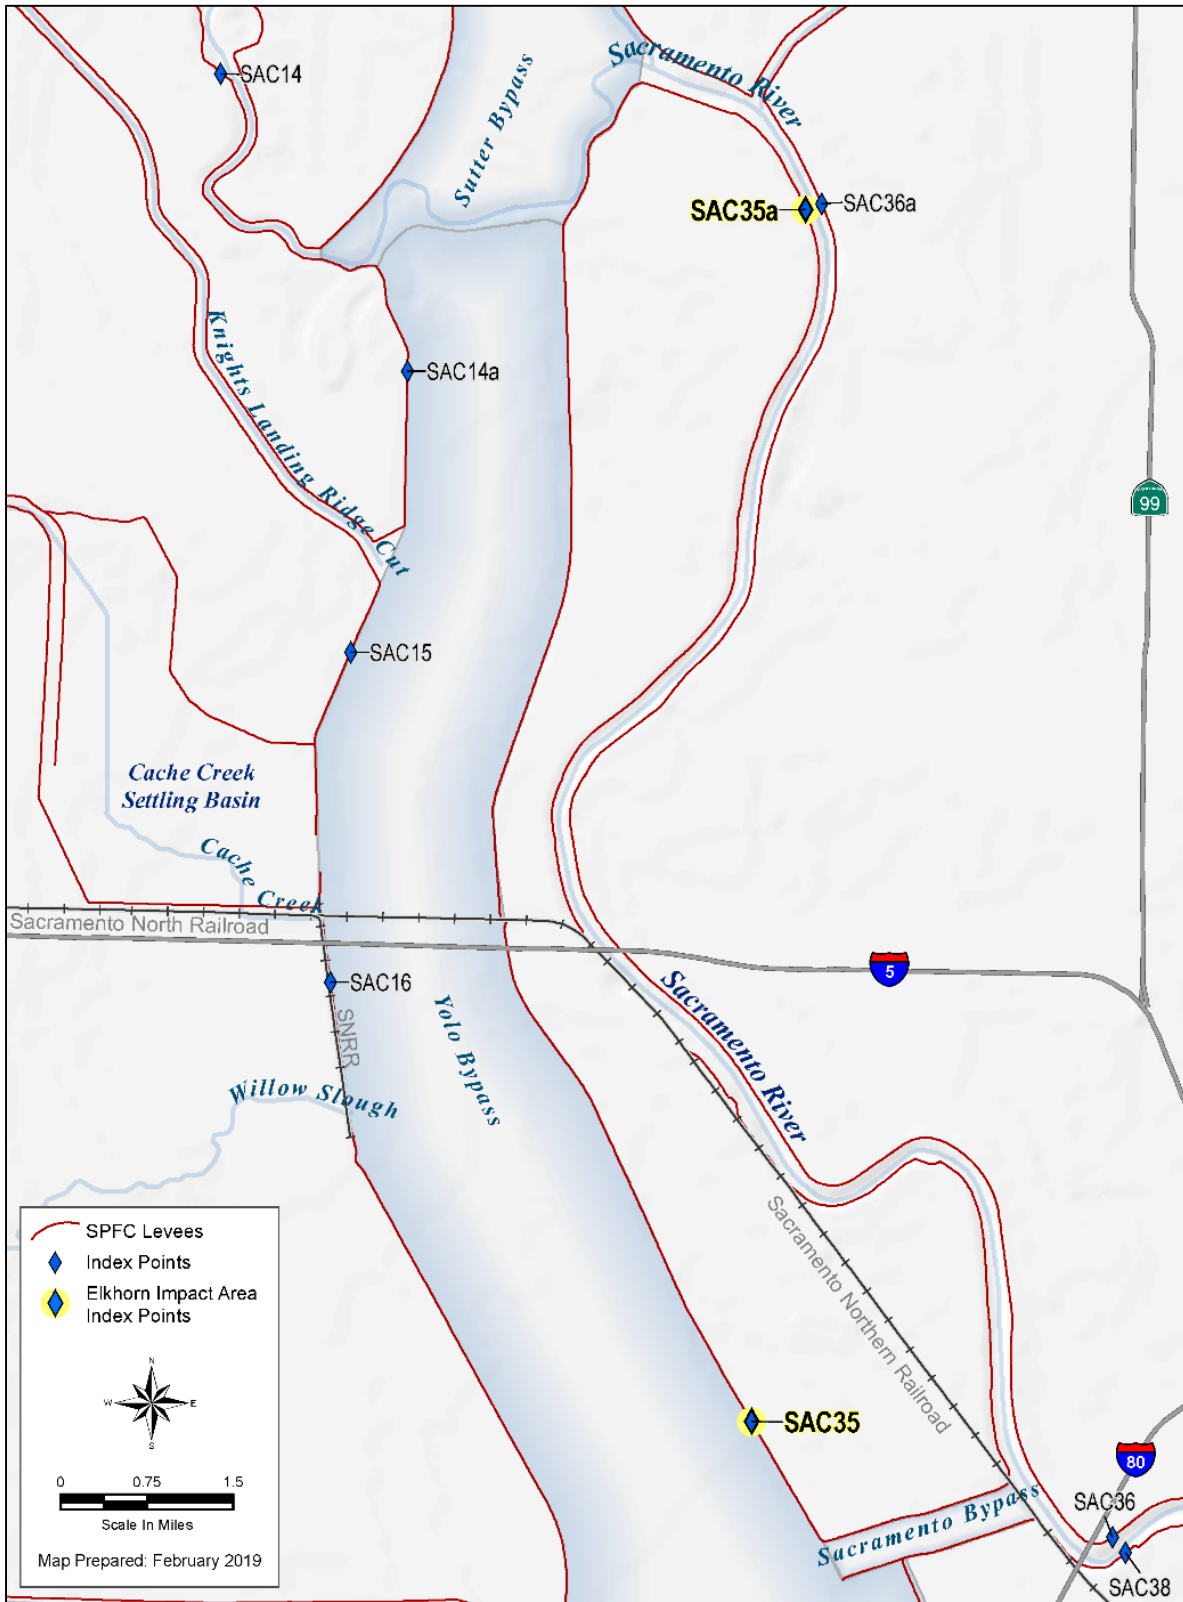 Sacramento River
SAC14
Sutter Bypass
SAC35a
SAC36a
Knights Landing Ridge Cut
SAC14a
99
SAC15
Cache Creek
Settling Basin
Cache Creek
Sacramento North Railroad
5
SAC16
SNRR
Yolo Bypass
Sacramento River
Willow Slough
Sacramento Northern Railroad
SPFC Levees
Index Points
Elkhorn Impact Area
Index Points
N
W E
S
0 0.75 1.5
Scale In Miles
Map Prepared: February 2019
SAC35
80
SAC36
Sacramento Bypass
SAC38